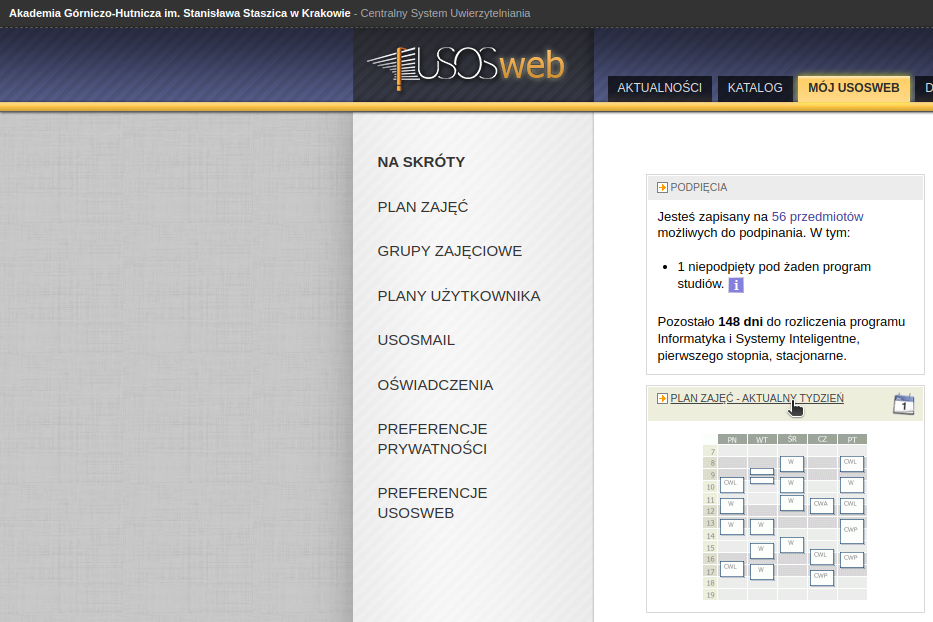 Akademia Górniczo-Hutnicza im. Stanisława Staszica w Krakowie - Centralny System Uwierzytelniania
USOSweb
AKTUALNOŚCI KATALOG MÓJ USOSWEB D
NA SKRÓTY
PLAN ZAJĘĆ
GRUPY ZAJĘCIOWE
PLANY UŻYTKOWNIKA
USOSMAIL
OŚWIADCZENIA
PREFERENCJE
PRYWATNOŚCI
PREFERENCJE
USOSWEB
PODPIĘCIA
Jesteś zapisany na 56 przedmiotów
możliwych do podpinania. W tym:
• 1 niepodpięty pod żaden program
studiów. i
Pozostało 148 dni do rozliczenia programu
Informatyka i Systemy Inteligentne,
pierwszego stopnia, stacjonarne.
PLAN ZAJĘĆ - AKTUALNY TYDZIEŃ 1
PN WT ŚR CZ PT
7
8 W CWL
9
10 CWL W W
11 W W CWA CWL
12
13 W W CWP
14
15 W W
16 CWL CWP
17 CWL W CWP
18
19